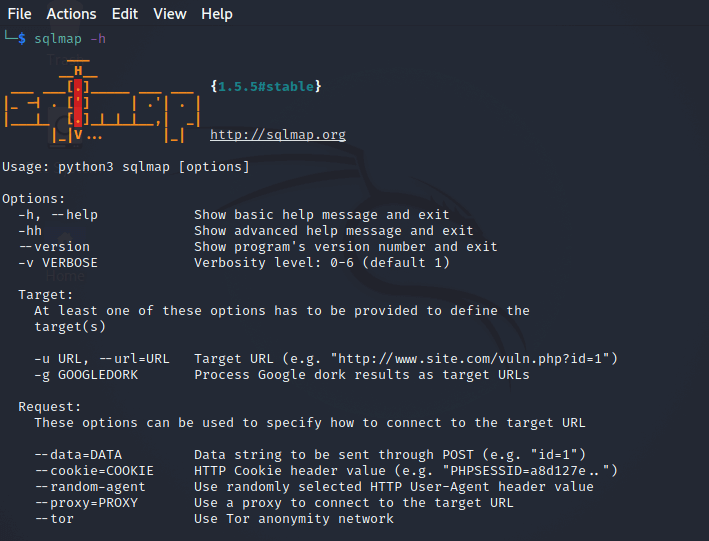 File Actions Edit View Help
└─$ sqlmap -h
        ___
       __H__
 ___ ___[.]_____ ___ ___  {1.5.5#stable}
|_ -| . [']     | .'| . |
|___|_  [.]_|_|_|__,|  _|
      |_|V...       |_|   http://sqlmap.org
Usage: python3 sqlmap [options]
Options:
-h, --help Show basic help message and exit
-hh Show advanced help message and exit
--version Show program's version number and exit
-v VERBOSE Verbosity level: 0-6 (default 1)
Target:
At least one of these options has to be provided to define the
target(s)
-u URL, --url=URL Target URL (e.g. "http://www.site.com/vuln.php?id=1")
-g GOOGLEDORK Process Google dork results as target URLs
Request:
These options can be used to specify how to connect to the target URL
--data=DATA Data string to be sent through POST (e.g. "id=1")
--cookie=COOKIE HTTP Cookie header value (e.g. "PHPSESSID=a8d127e..")
--random-agent Use randomly selected HTTP User-Agent header value
--proxy=PROXY Use a proxy to connect to the target URL
--tor Use Tor anonymity network